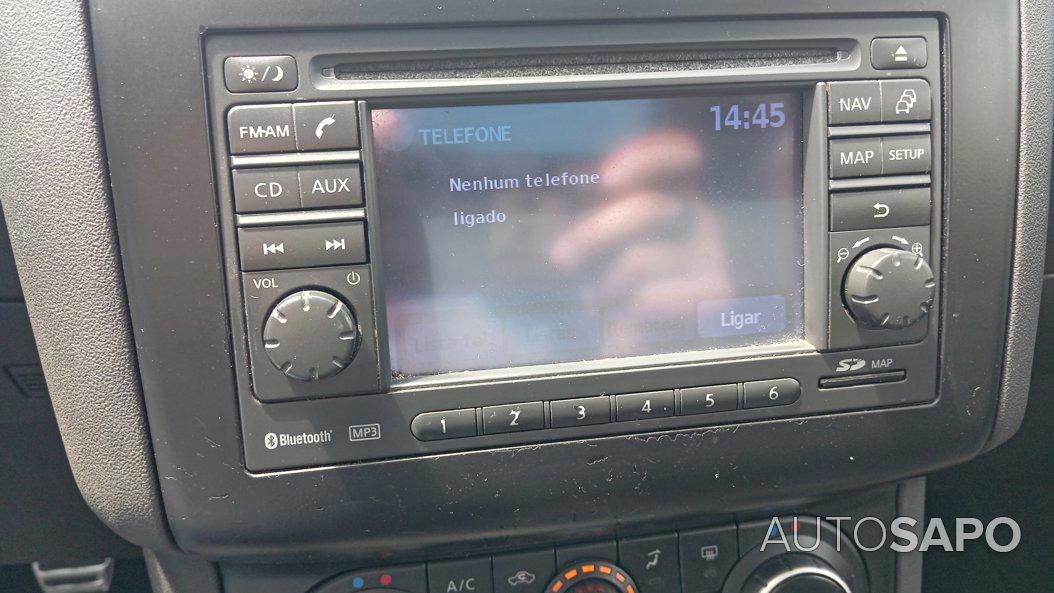 FM·AM
CD
AUX
VOL
TELEFONE
14:45
Nenhum telefone
ligado
Ligar
NAV
MAP
SETUP
SD MAP
1 2 3 4 5 6
Bluetooth
MP3
A/C
AUTOSAPO